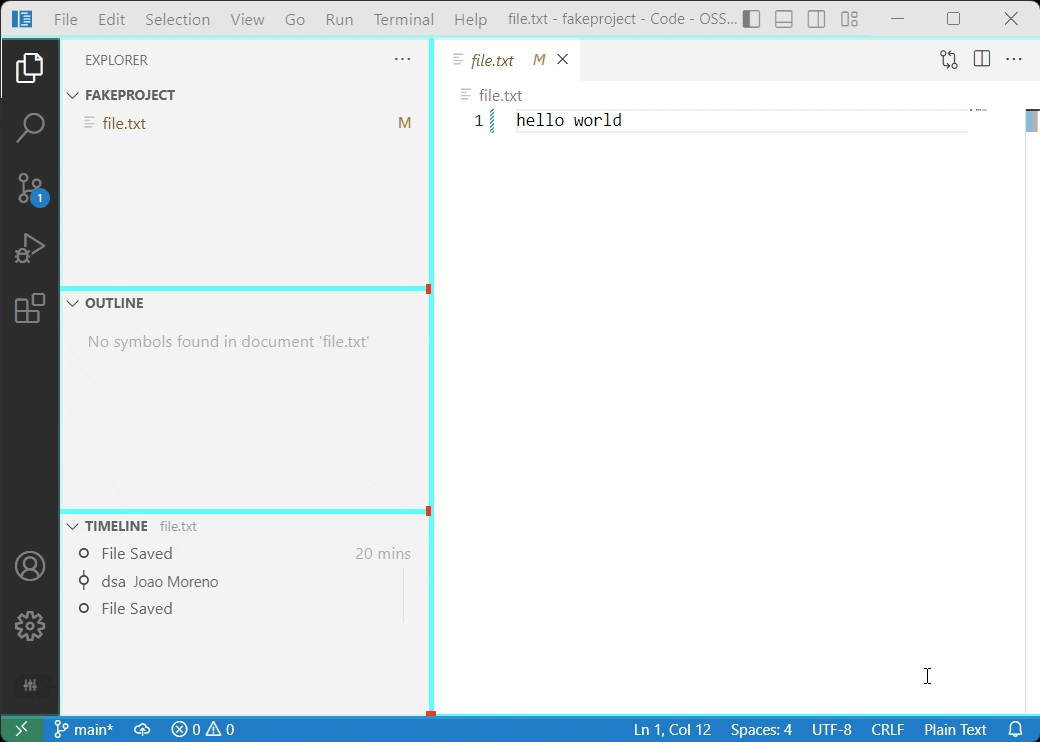 File Edit Selection View Go Run Terminal Help file.txt - fakeproject - Code - OSS...
EXPLORER
file.txt M
FAKEPROJECT
file.txt
file.txt M
1 hello world
1
OUTLINE
No symbols found in document 'file.txt'
TIMELINE file.txt
File Saved 20 mins
dsa Joao Moreno
File Saved
main* 0 0 Ln 1, Col 12 Spaces: 4 UTF-8 CRLF Plain Text